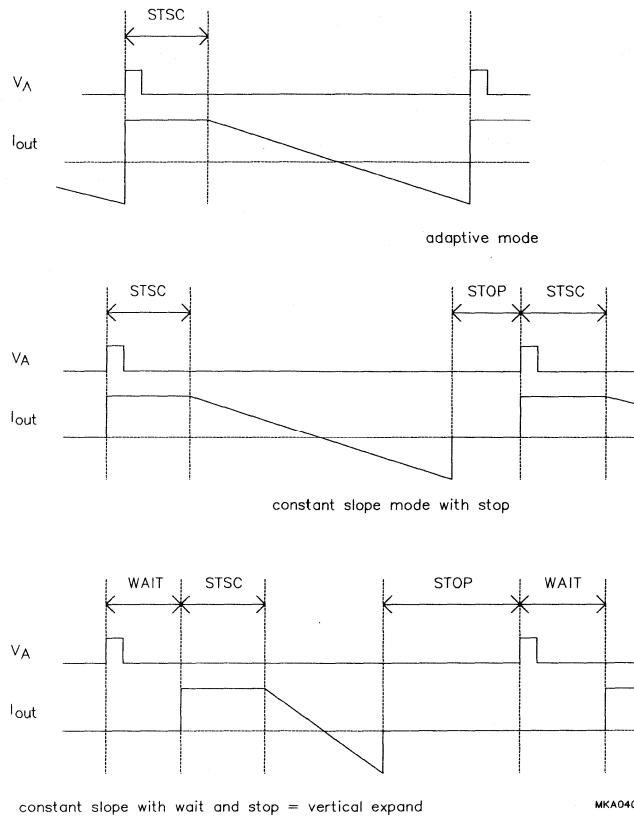 STSC
VA
Iout
adaptive mode
STSC STOP STSC
VA
Iout
constant slope mode with stop
WAIT STSC STOP WAIT
VA
Iout
constant slope with wait and stop = vertical expand